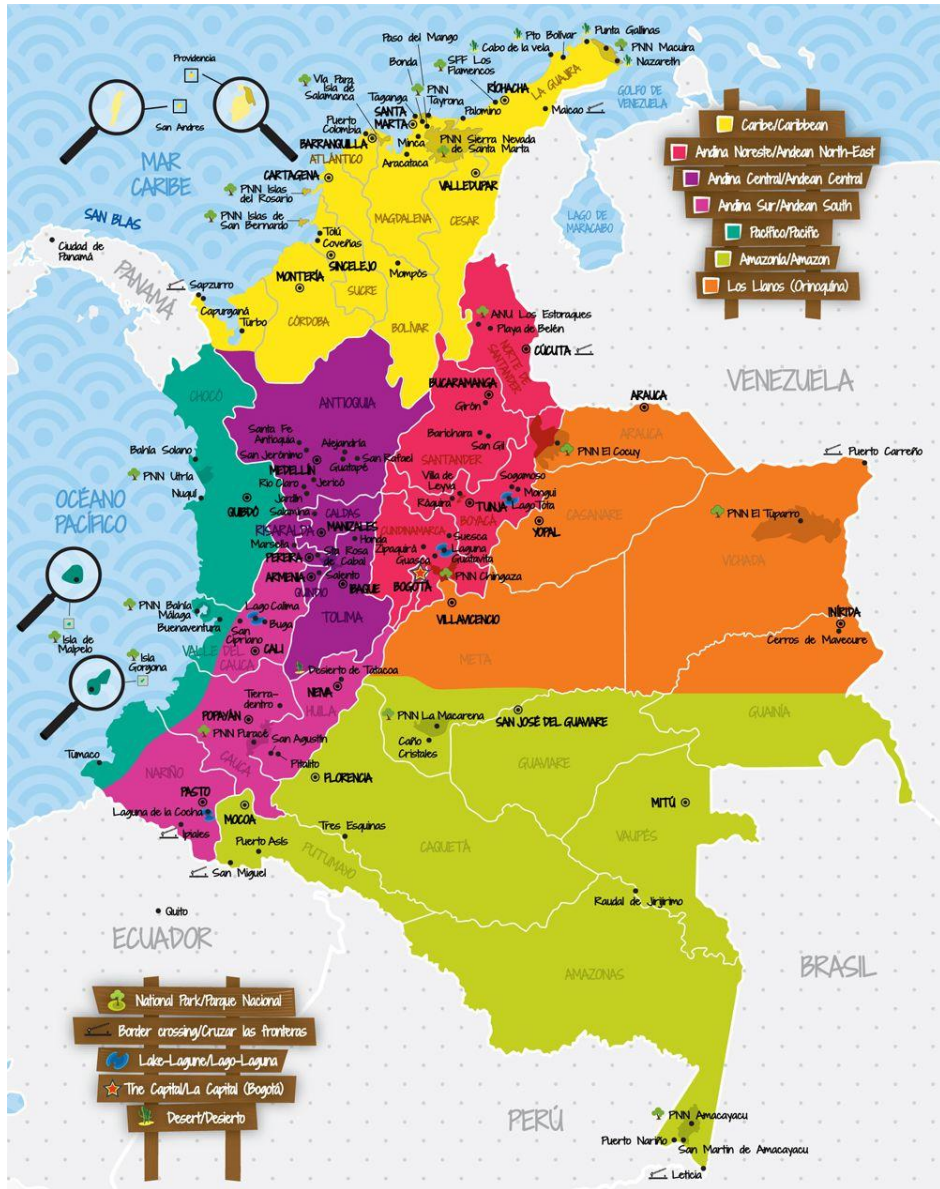 Providencia
San Andres
MAR
CARIBE
SAN BLAS
Ciudad de
Panamá
PANAMÁ
Paso del Mango
Bonda
Vía Para
Isla de
Salamanca
Taganga
PNN
Tayrona
SANTA
MARTA
Puerto
Colombia
BARRANQUILLA
ATLÁNTICO
Minca
Aracataca
SFF Los
Flamencos
Cabo de la vela
Pto Bolívar
Punta Gallinas
PNN Macuira
Nazareth
RÍOHACHA
LA GUAJIRA
Palomino
Maicao
GOLFO DE
VENEZUELA
PNN Sierra Nevada
de Santa Marta
VALLEDUPAR
CARTAGENA
PNN Islas
del Rosario
PNN Islas de
San Bernardo
MAGDALENA
CESAR
LAGO DE
MARACAIBO
Tolú
Coveñas
SINCELEJO
MONTERÍA
Mompós
SUCRE
CÓRDOBA
BOLÍVAR
Sapzurro
Capurganá
Turbo
Caribe/Caribbean
Andina Noreste/Andean North-East
Andina Central/Andean Central
Andina Sur/Andean South
Pacífico/Pacific
Amazonía/Amazon
Los Llanos (Orinoquía)
ANU Los Estoraques
Playa de Belén
CÚCUTA
NORTE DE
SANTANDER
VENEZUELA
CHOCÓ
ANTIOQUIA
BUCARAMANGA
Girón
Barichara
San Gil
SANTANDER
ARAUCA
ARAUCA
PNN El Cocuy
Puerto Carreño
Bahía Solano
PNN Utría
Nuquí
OCÉANO
PACÍFICO
QUIBDÓ
Santa Fe
Antioquia
San Jerónimo
Alejandría
Guatapé
San Rafael
MEDELLÍN
Río Claro
Jericó
Jardín
Salamina
CALDAS
RISARALDA
MANIZALES
Marsella
Honda
PEREIRA
Sta Rosa
de Cabal
ARMENIA
Salento
QUINDIO
IBAGUE
TOLIMA
Villa de
Leyva
Ráquira
TUNJA
Sogamoso
Mongui
Lago Tota
BOYACA
CUNDINAMARCA
Suesca
Zipaquirá
Laguna
Guatavita
Guasca
BOGOTÁ
PNN Chingaza
YOPAL
CASANARE
PNN El Tuparro
VICHADA
VILLAVICENCIO
META
INÍRIDA
Cerros de Mavecure
PNN Bahía
Málaga
Buenaventura
Isla de
Malpelo
Isla
Gorgona
Lago Calima
Buga
San
Cipriano
CALI
VALLE DEL
CAUCA
Desierto de Tatacoa
NEIVA
HUILA
Tierra-
dentro
POPAYÁN
PNN Puracé
San Agustín
Pitalito
CAUCA
Tumaco
NARIÑO
PASTO
Laguna de la Cocha
Ipiales
PNN La Macarena
Caño
Cristales
SAN JOSÉ DEL GUAVIARE
GUAVIARE
GUAINÍA
FLORENCIA
MOCOA
Puerto Asís
San Miguel
Tres Esquinas
PUTUMAYO
CAQUETÁ
MITÚ
VAUPÉS
Raudal de Jirijirimo
Quito
ECUADOR
AMAZONAS
BRASIL
PERÚ
National Park/Parque Nacional
Border crossing/Cruzar las fronteras
Lake-Lagune/Lago-Laguna
The Capital/La Capital (Bogotá)
Desert/Desierto
PNN Amacayacu
Puerto Nariño
San Martin de Amacayacu
Leticia